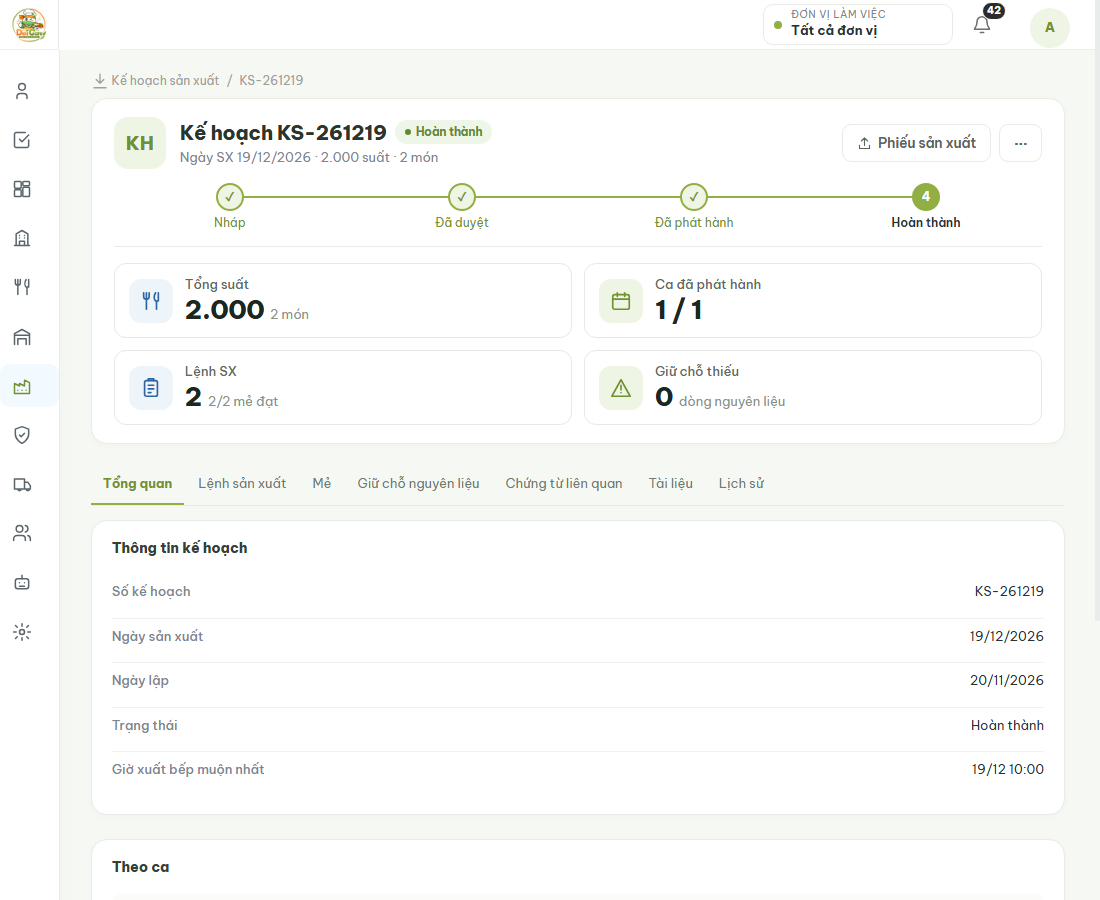 ĐƠN VỊ LÀM VIỆC
Tất cả đơn vị
42
A
Kế hoạch sản xuất / KS-261219
KH
Kế hoạch KS-261219
Hoàn thành
Ngày SX 19/12/2026 · 2.000 suất · 2 món
Phiếu sản xuất
...
4
Nháp
Đã duyệt
Đã phát hành
Hoàn thành
Tổng suất
2.000 2 món
Ca đã phát hành
1 / 1
Lệnh SX
2 2/2 mẻ đạt
Giữ chỗ thiếu
0 dòng nguyên liệu
Tổng quan
Lệnh sản xuất
Mẻ
Giữ chỗ nguyên liệu
Chứng từ liên quan
Tài liệu
Lịch sử
Thông tin kế hoạch
Số kế hoạch KS-261219
Ngày sản xuất 19/12/2026
Ngày lập 20/11/2026
Trạng thái Hoàn thành
Giờ xuất bếp muộn nhất 19/12 10:00
Theo ca